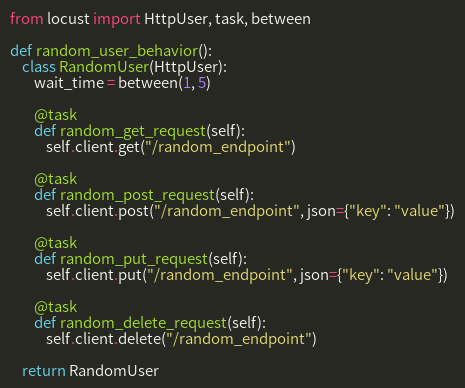 from locust import HttpUser, task, between

def random_user_behavior():
    class RandomUser(HttpUser):
        wait_time = between(1, 5)

        @task
        def random_get_request(self):
            self.client.get("/random_endpoint")

        @task
        def random_post_request(self):
            self.client.post("/random_endpoint", json={"key": "value"})

        @task
        def random_put_request(self):
            self.client.put("/random_endpoint", json={"key": "value"})

        @task
        def random_delete_request(self):
            self.client.delete("/random_endpoint")

    return RandomUser